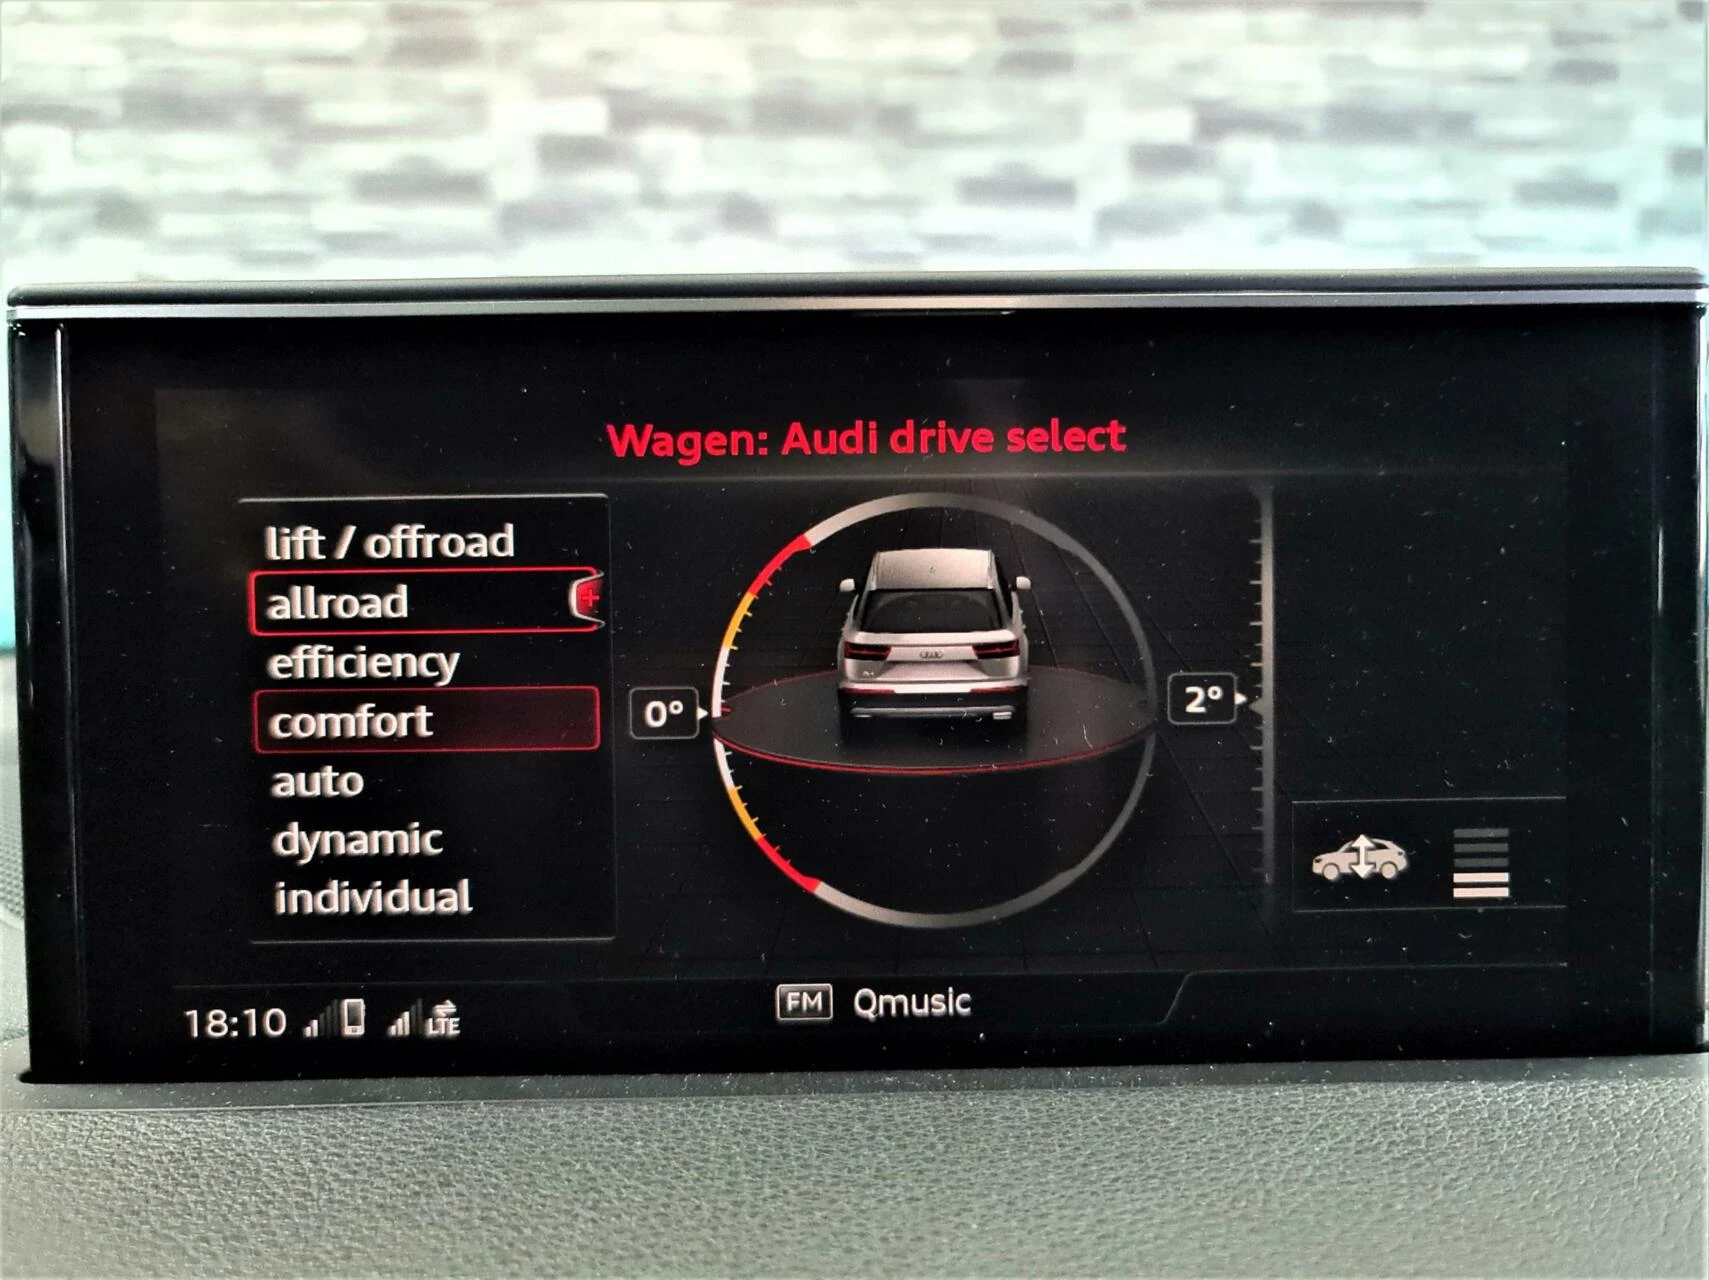 Wagen: Audi drive select
lift / offroad
allroad
efficiency
comfort
auto
dynamic
individual
0°
2°
18:10
LTE
FM Qmusic